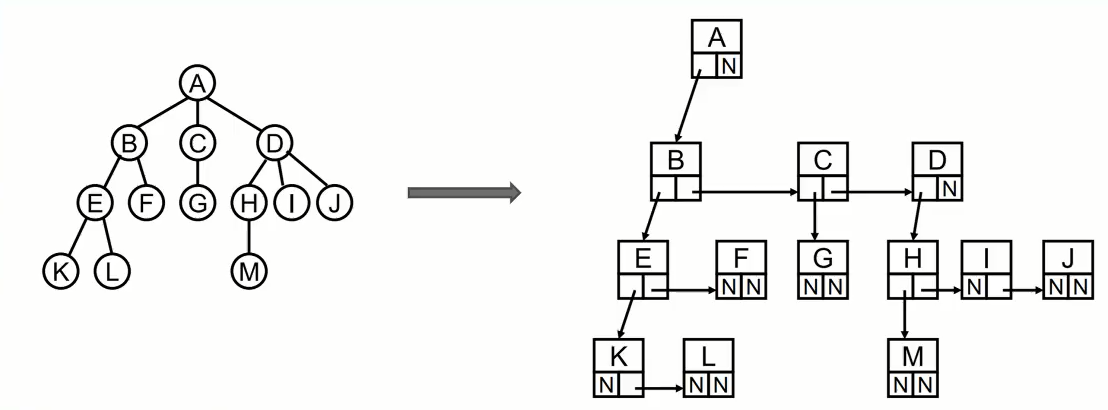 A
B C D
E F G H I J
K L M
A
N
B C D
N
E F G H I J
N N N N N N N
K L M
N N N N N